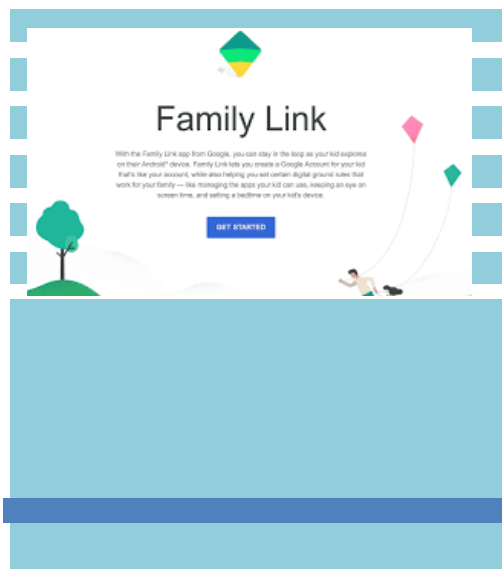 Family Link
With the Family Link app from Google, you can stay in the loop as your kid explores
on their Android* device. Family Link lets you create a Google Account for your kid
that's like your account, while also helping you set certain digital ground rules that
work for your family — like managing the apps your kid can use, keeping an eye on
screen time, and setting a bedtime on your kid's device.
GET STARTED